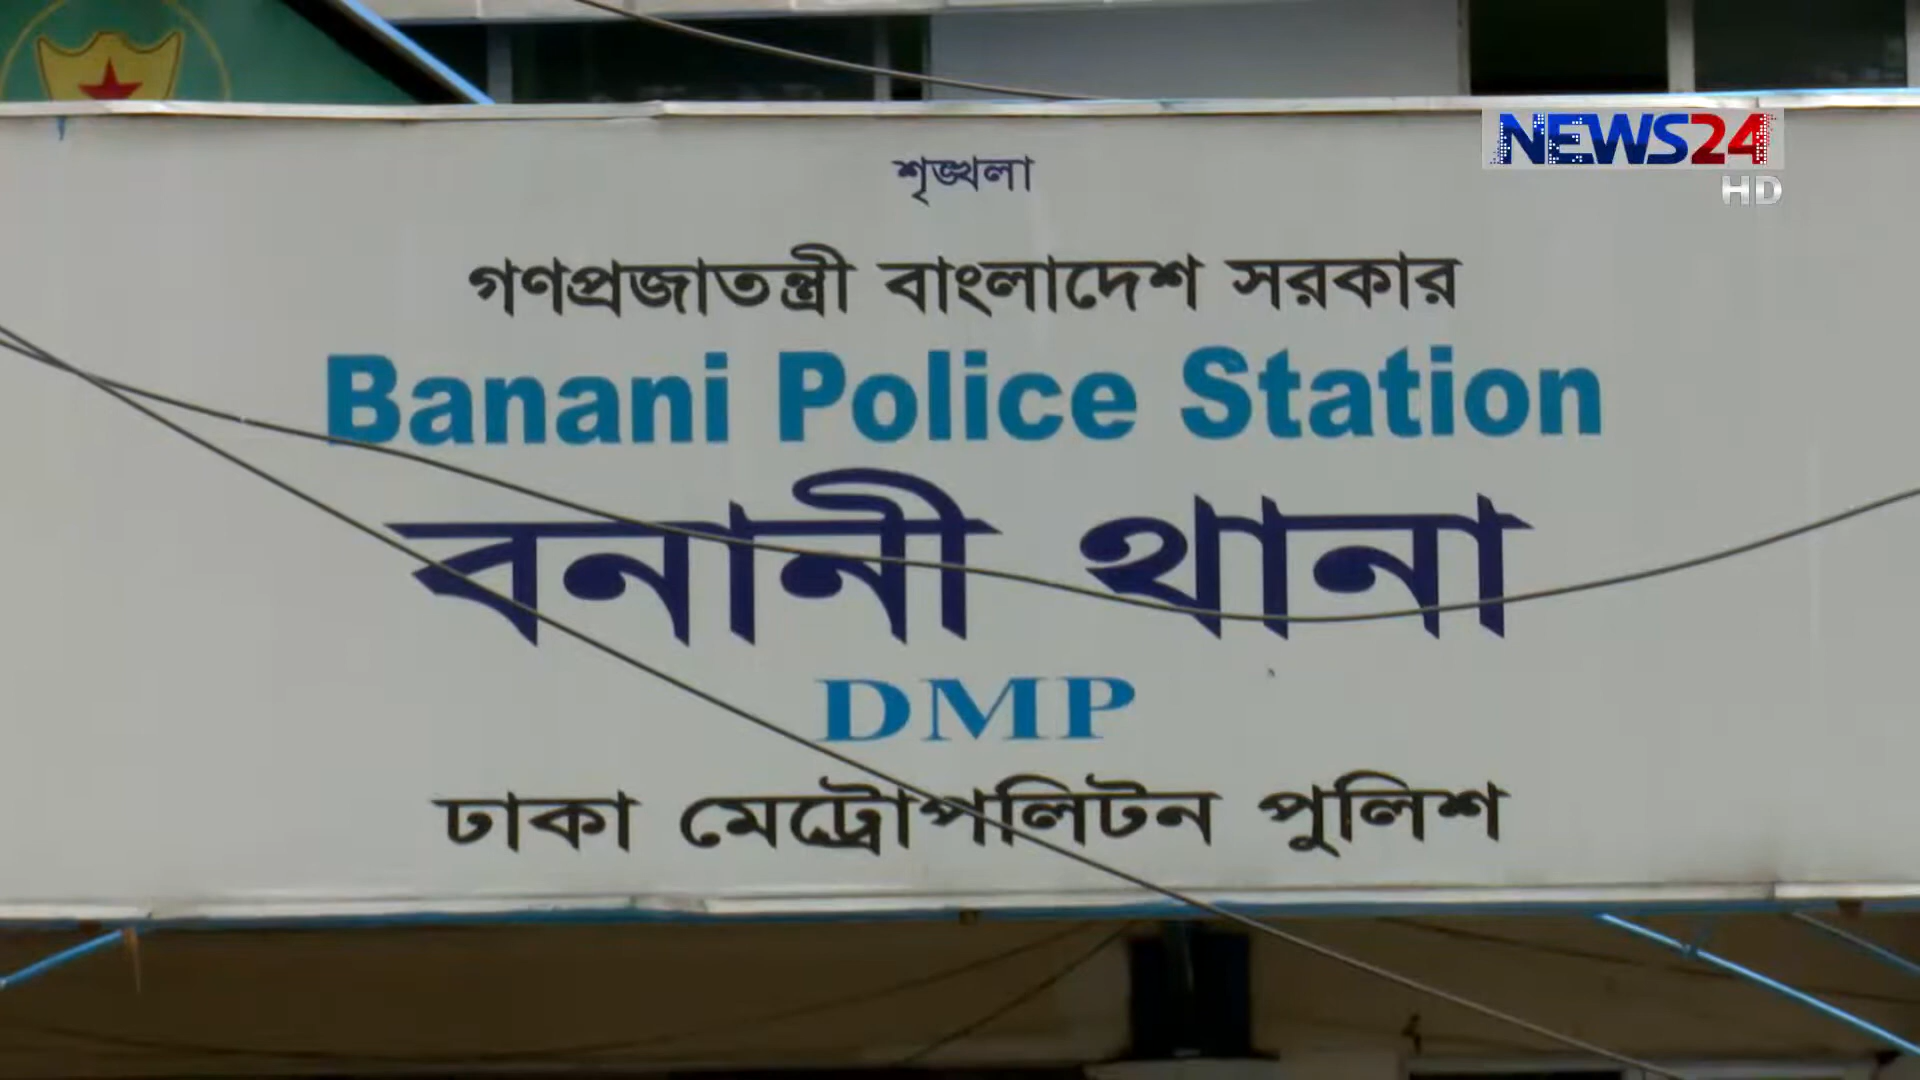 NEWS24
HD
শৃঙ্খলা
গণপ্রজাতন্ত্রী বাংলাদেশ সরকার
Banani Police Station
বনানী থানা
DMP
ঢাকা মেট্রোপলিটন পুলিশ